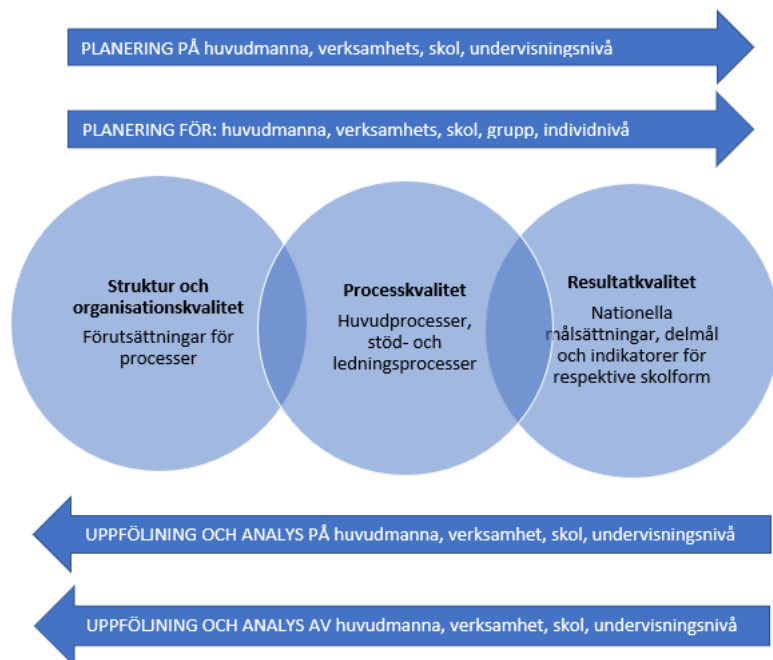 PLANERING PÅ huvudmanna, verksamhets, skol, undervisningsnivå
PLANERING FÖR: huvudmanna, verksamhets, skol, grupp, individnivå
Struktur och
organisationskvalitet
Förutsättningar för
processer
Processkvalitet
Huvudprocesser,
stöd- och
ledningsprocesser
Resultatkvalitet
Nationella
målsättningar, delmål
och indikatorer för
respektive skolform
UPPFÖLJNING OCH ANALYS PÅ huvudmanna, verksamhet, skol, undervisningsnivå
UPPFÖLJNING OCH ANALYS AV huvudmanna, verksamhet, skol, undervisningsnivå